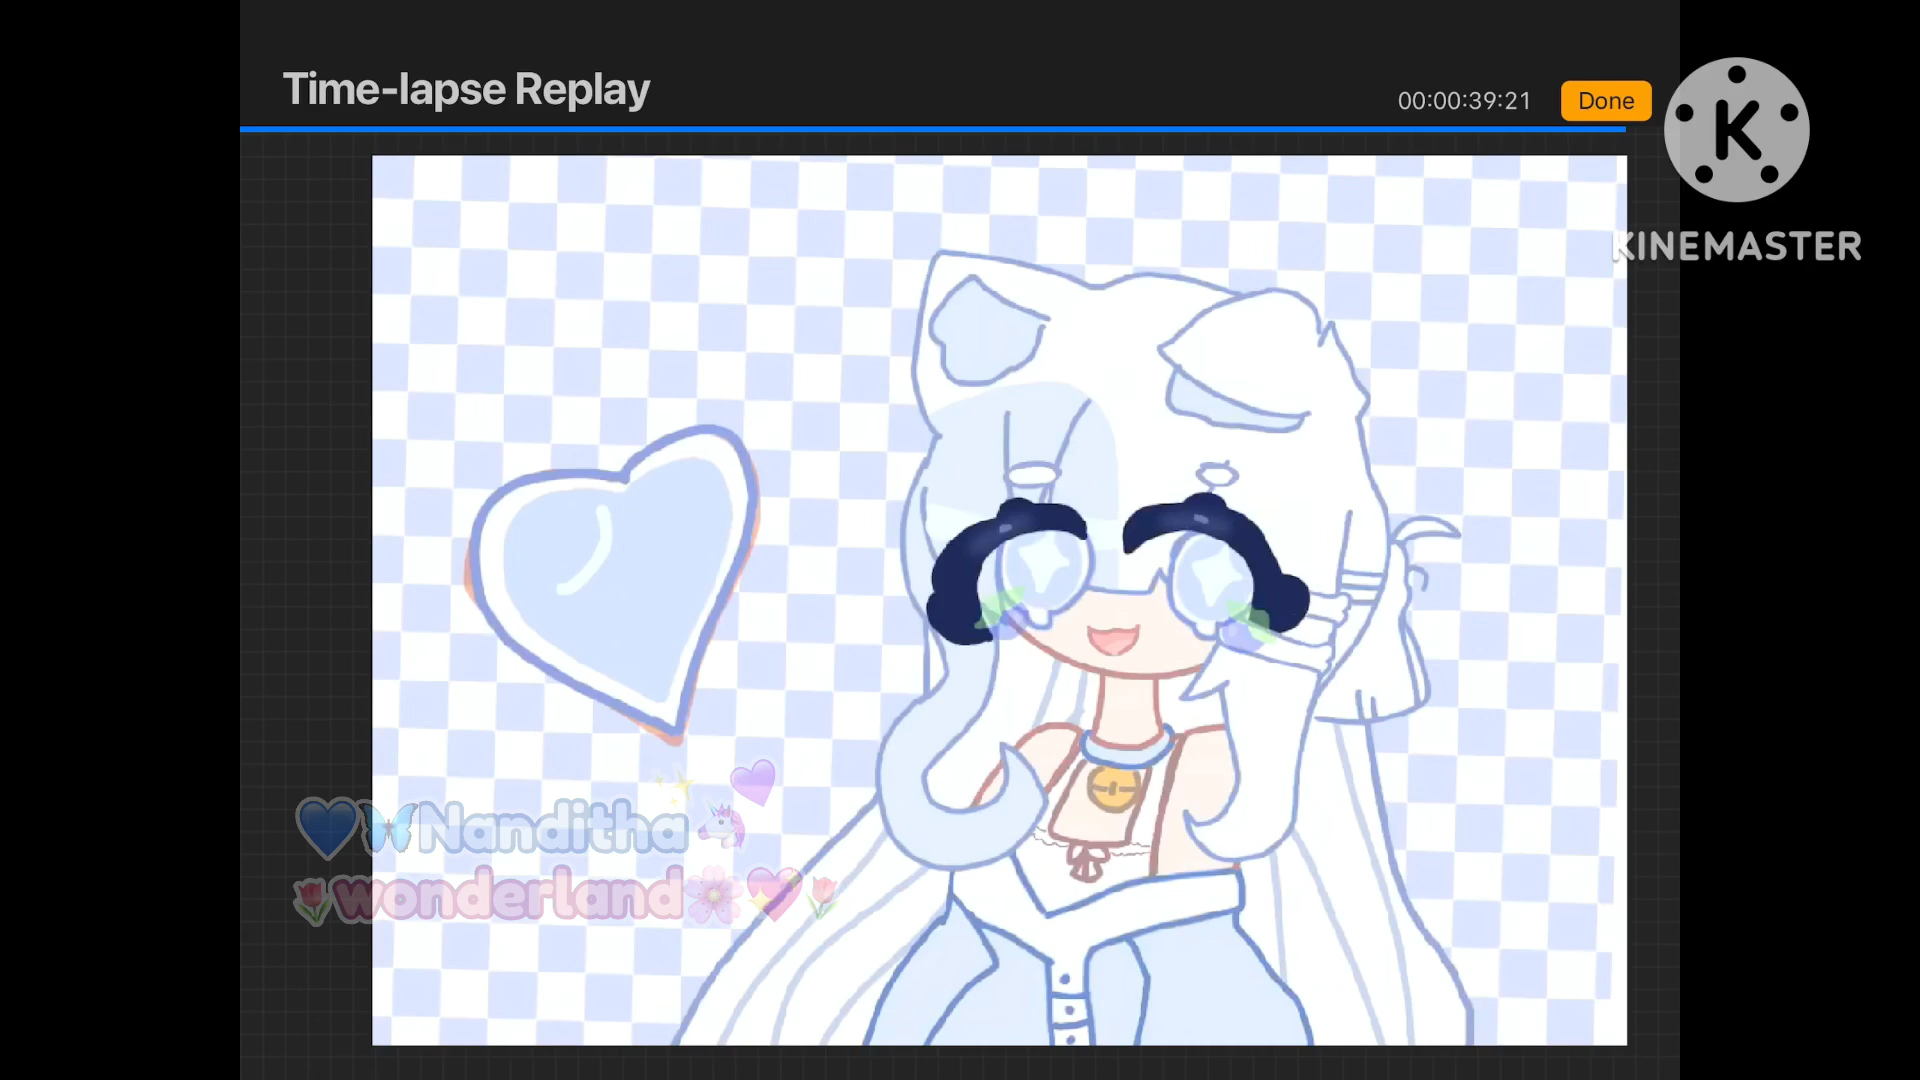 Time-lapse Replay
00:00:39:21
Done
K
KINEMASTER
💙🦋Nanditha🦄
🌷wonderland🌸💖🌷